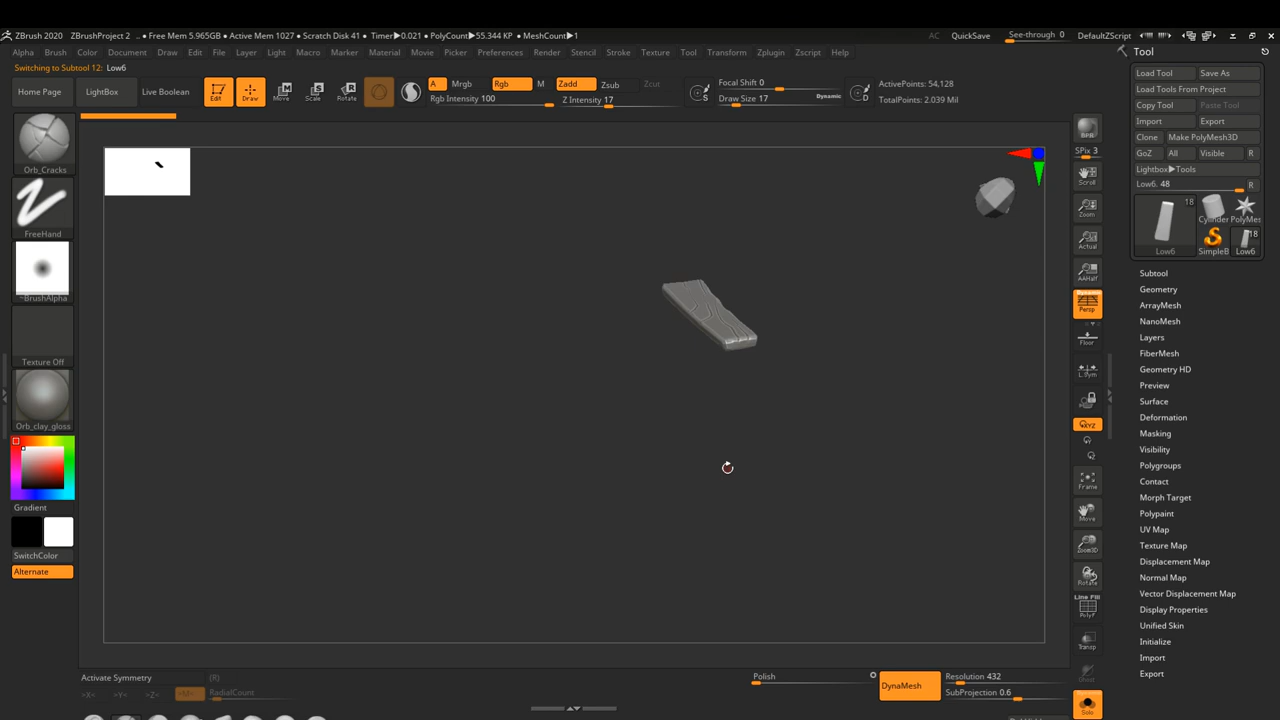 ZBrush 2020 ZBrushProject 2 .. ● Free Mem 5.965GB ● Active Mem 1027 ● Scratch Disk 41 ● Timer▶0.021 ● PolyCount▶55.344 KP ● MeshCount▶1 AC QuickSave See-through 0 DefaultZScript
Alpha Brush Color Document Draw Edit File Layer Light Macro Marker Material Movie Picker Preferences Render Stencil Stroke Texture Tool Transform Zplugin Zscript Help
Switching to Subtool 12: Low6
Home Page LightBox Live Boolean Edit Draw Move Scale Rotate
A Mrgb Rgb M Zadd Zsub Zcut
Rgb Intensity 100 Z Intensity 17
Focal Shift 0
Draw Size 17 Dynamic
S D
ActivePoints: 54,128
TotalPoints: 2.039 Mil
Orb_Cracks
FreeHand
~BrushAlpha
Texture Off
Orb_clay_gloss
Gradient
SwitchColor
Alternate
BPR
SPix 3
Scroll
Zoom
Actual
AAHalf
Dynamic
Persp
Floor
L.Sym
XYZ
Y
Z
Frame
Move
Zoom3D
Rotate
Line Fill
PolyF
Transp
Ghost
Solo
Tool
Load Tool Save As
Load Tools From Project
Copy Tool Paste Tool
Import Export
Clone Make PolyMesh3D
GoZ All Visible R
Lightbox▶Tools
Low6. 48 R
18
Low6
Cylinder PolyMes
SimpleB
18
Low6
Subtool
Geometry
ArrayMesh
NanoMesh
Layers
FiberMesh
Geometry HD
Preview
Surface
Deformation
Masking
Visibility
Polygroups
Contact
Morph Target
Polypaint
UV Map
Texture Map
Displacement Map
Normal Map
Vector Displacement Map
Display Properties
Unified Skin
Initialize
Import
Export
Activate Symmetry (R)
>X< >Y< >Z< >M< RadialCount
Polish
DynaMesh
Resolution 432
SubProjection 0.6